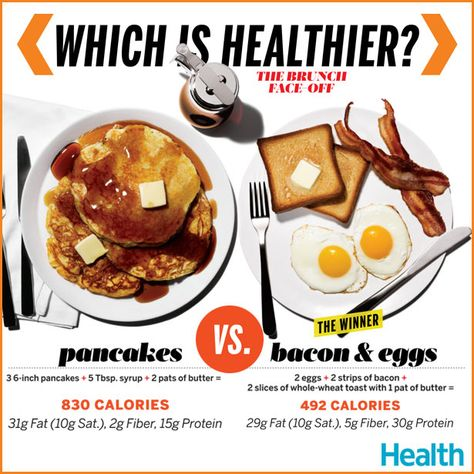 WHICH IS HEALTHIER?
THE BRUNCH
FACE-OFF
VS.
THE WINNER
pancakes
bacon & eggs
3 6-inch pancakes + 5 Tbsp. syrup + 2 pats of butter =
2 eggs + 2 strips of bacon +
2 slices of whole-wheat toast with 1 pat of butter =
830 CALORIES
492 CALORIES
31g Fat (10g Sat.), 2g Fiber, 15g Protein
29g Fat (10g Sat.), 5g Fiber, 30g Protein
Health